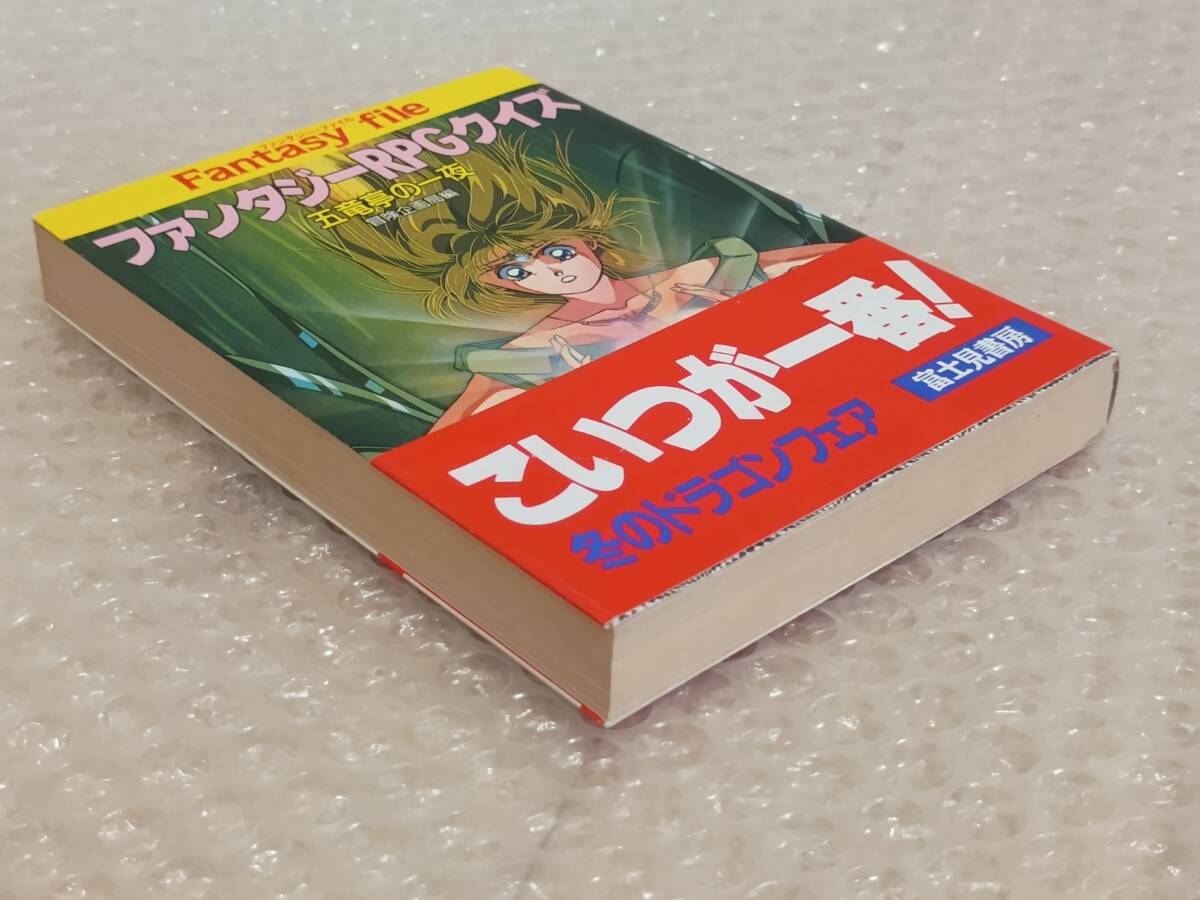 ファンタジーファイル
Fantasy file
ファンタジーRPGクイズ
五竜亭の一夜
冒険企画局編
こいつが一番!
冬のドラゴンフェア
富士見書房